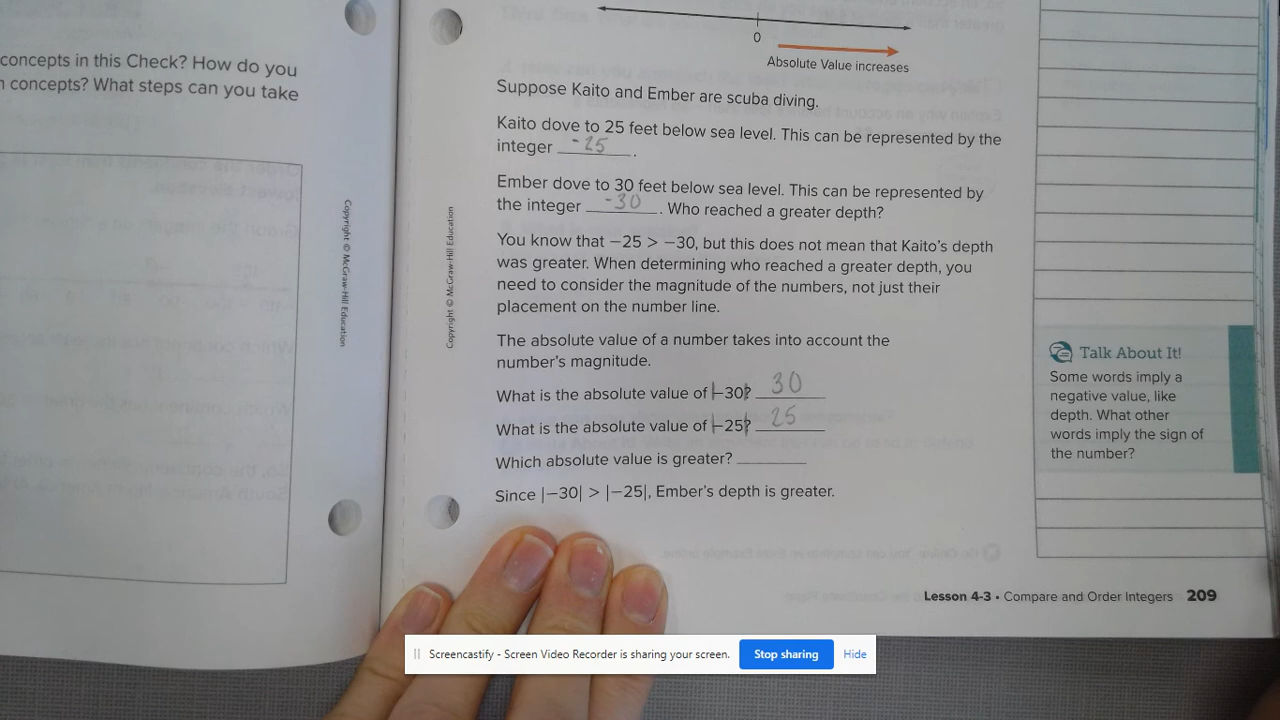 concepts in this Check? How do you
concepts? What steps can you take
Copyright © McGraw-Hill Education
Copyright © McGraw-Hill Education
0
Absolute Value increases
Suppose Kaito and Ember are scuba diving.
Kaito dove to 25 feet below sea level. This can be represented by the
integer -25.
Ember dove to 30 feet below sea level. This can be represented by
the integer -30. Who reached a greater depth?
You know that −25 > −30, but this does not mean that Kaito's depth
was greater. When determining who reached a greater depth, you
need to consider the magnitude of the numbers, not just their
placement on the number line.
The absolute value of a number takes into account the
number's magnitude.
What is the absolute value of |−30|? 30
What is the absolute value of |−25|? 25
Which absolute value is greater? ______
Since |−30| > |−25|, Ember's depth is greater.
Talk About It!
Some words imply a
negative value, like
depth. What other
words imply the sign of
the number?
Lesson 4-3 • Compare and Order Integers 209
Screencastify - Screen Video Recorder is sharing your screen. Stop sharing Hide